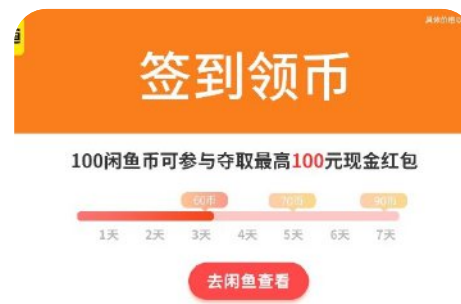 签到领币
100闲鱼币可参与夺取最高100元现金红包
60币 70币 90币
1天 2天 3天 4天 5天 6天 7天
去闲鱼查看